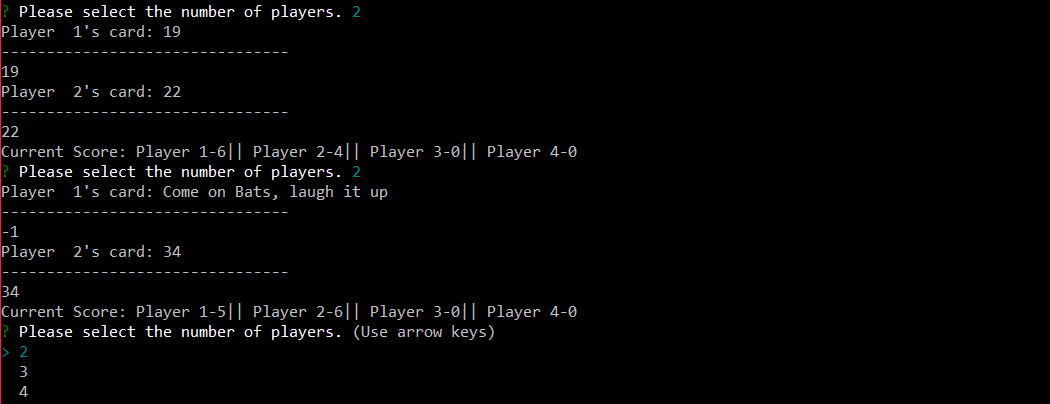 ? Please select the number of players. 2
Player  1's card: 19
--------------------------------
19
Player  2's card: 22
--------------------------------
22
Current Score: Player 1-6|| Player 2-4|| Player 3-0|| Player 4-0
? Please select the number of players. 2
Player  1's card: Come on Bats, laugh it up
--------------------------------
-1
Player  2's card: 34
--------------------------------
34
Current Score: Player 1-5|| Player 2-6|| Player 3-0|| Player 4-0
? Please select the number of players. (Use arrow keys)
> 2
  3
  4